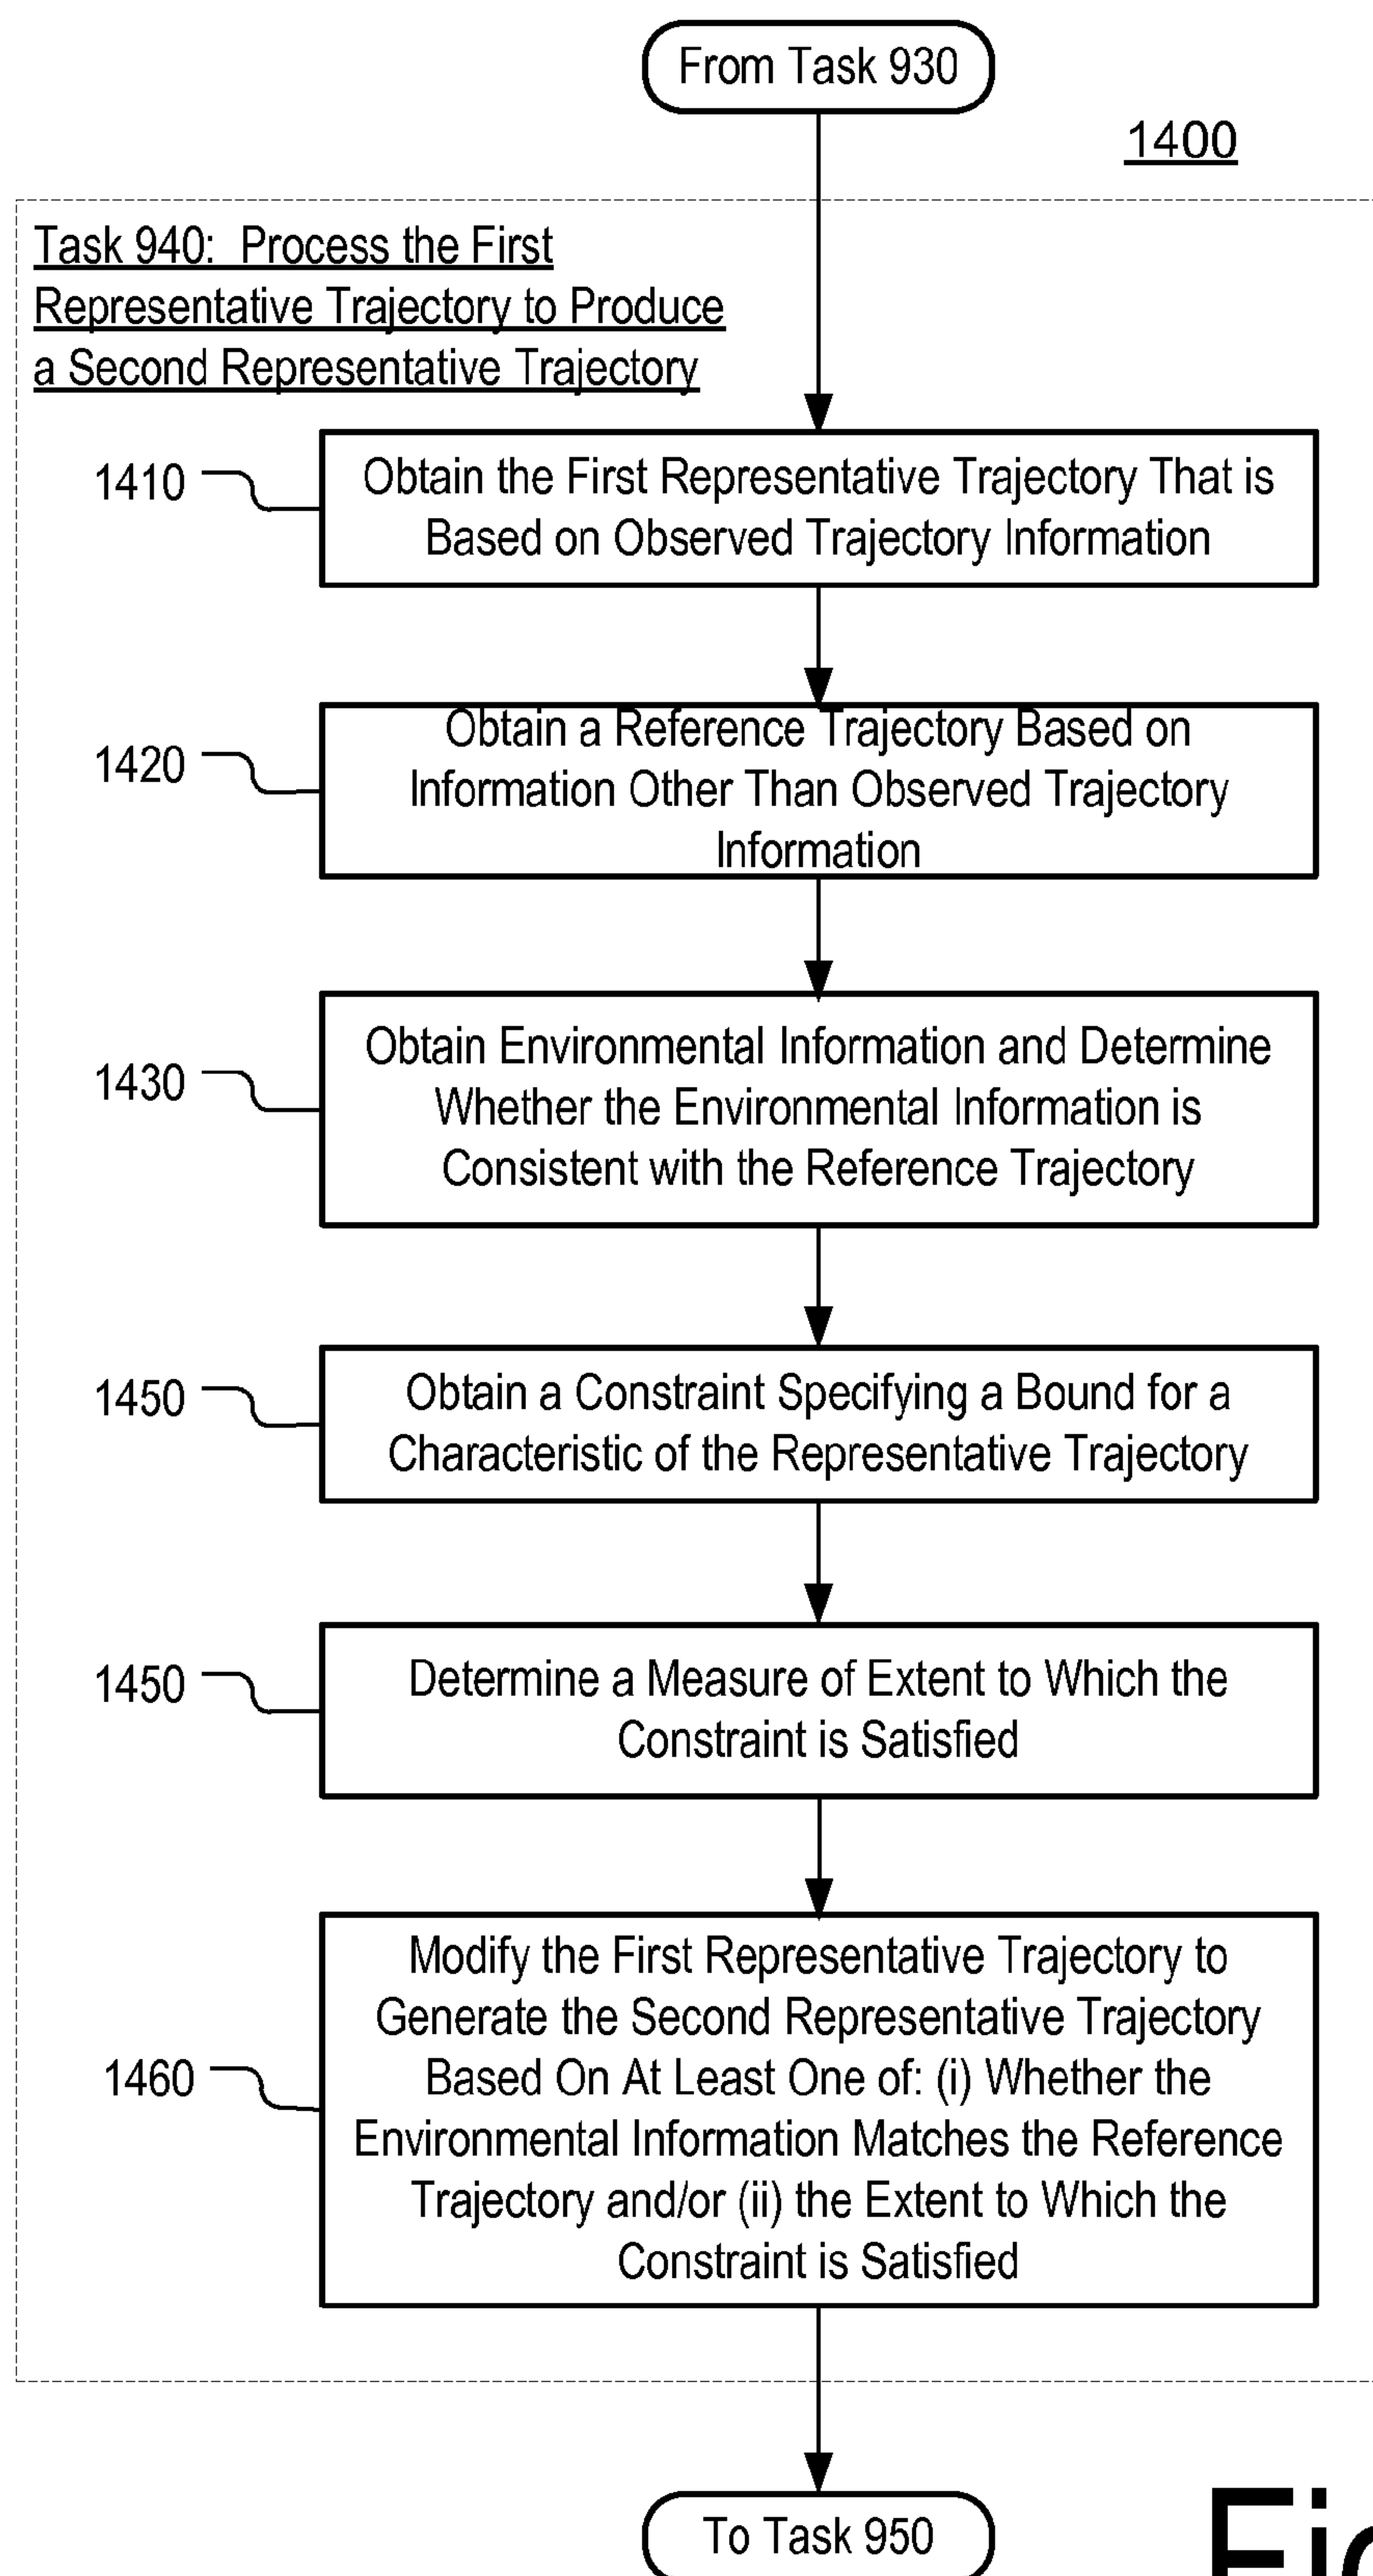 From Task 930
1400
Task 940: Process the First
Representative Trajectory to Produce
a Second Representative Trajectory
1410
Obtain the First Representative Trajectory That is
Based on Observed Trajectory Information
1420
Obtain a Reference Trajectory Based on
Information Other Than Observed Trajectory
Information
1430
Obtain Environmental Information and Determine
Whether the Environmental Information is
Consistent with the Reference Trajectory
1450
Obtain a Constraint Specifying a Bound for a
Characteristic of the Representative Trajectory
1450
Determine a Measure of Extent to Which the
Constraint is Satisfied
1460
Modify the First Representative Trajectory to
Generate the Second Representative Trajectory
Based On At Least One of: (i) Whether the
Environmental Information Matches the Reference
Trajectory and/or (ii) the Extent to Which the
Constraint is Satisfied
To Task 950